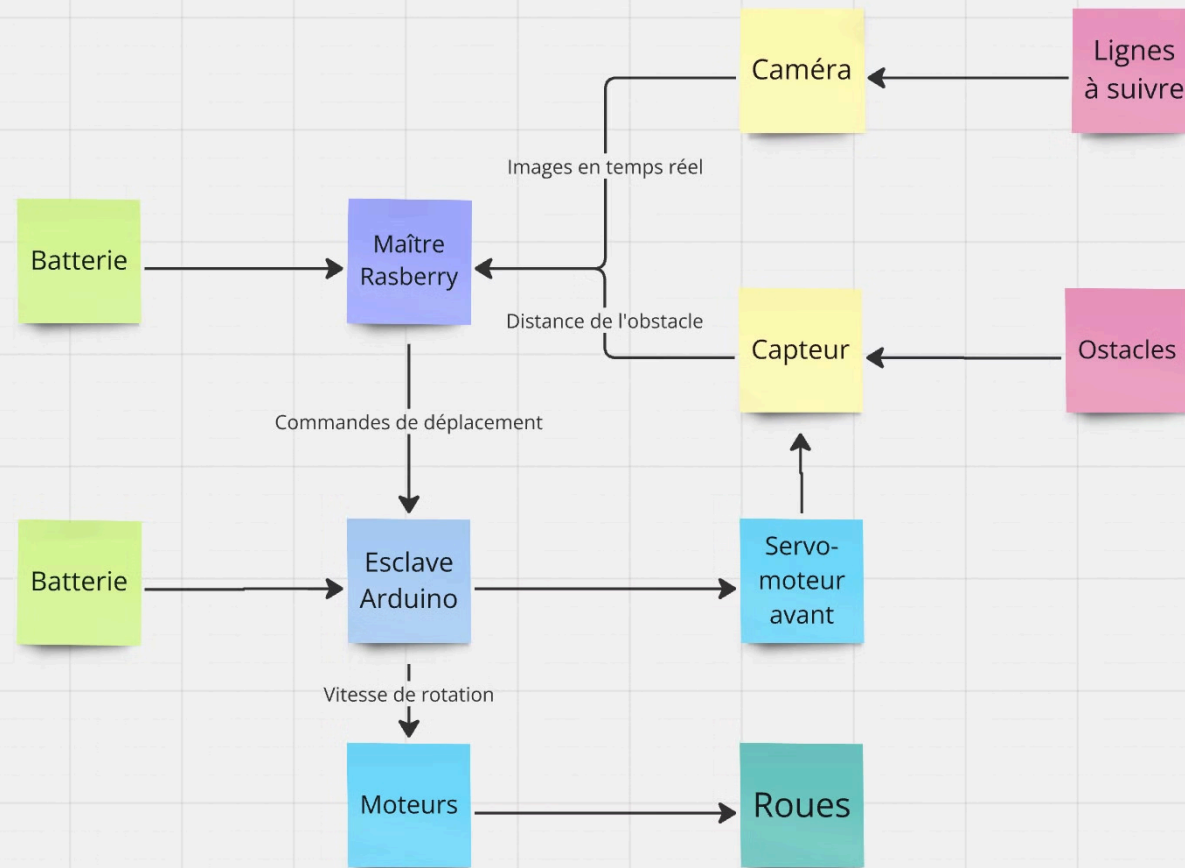 Caméra
Lignes
à suivre
Images en temps réel
Batterie
Maître
Rasberry
Distance de l'obstacle
Capteur
Ostacles
Commandes de déplacement
Batterie
Esclave
Arduino
Servo-
moteur
avant
Vitesse de rotation
Moteurs
Roues